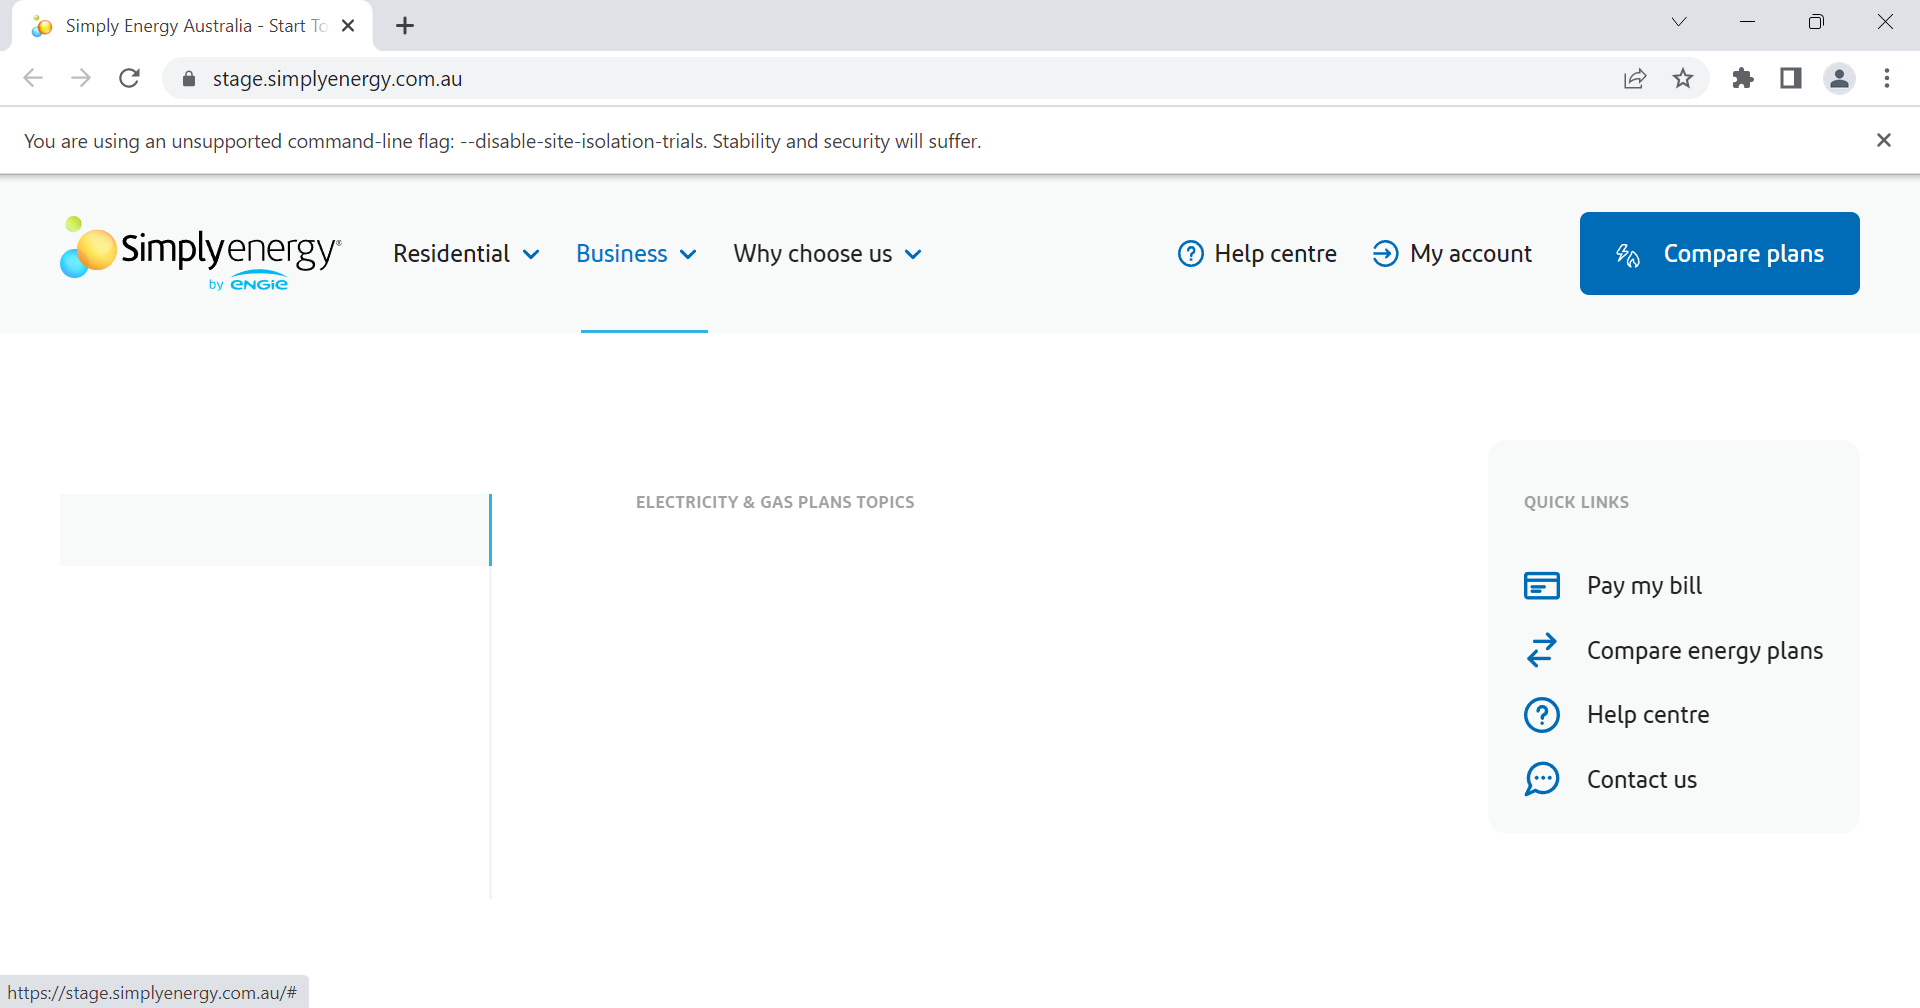 Simply Energy Australia - Start To
stage.simplyenergy.com.au
You are using an unsupported command-line flag: --disable-site-isolation-trials. Stability and security will suffer.
Simplyenergy®
by ENGIE
Residential
Business
Why choose us
Help centre
My account
Compare plans
ELECTRICITY & GAS PLANS TOPICS
QUICK LINKS
Pay my bill
Compare energy plans
Help centre
Contact us
https://stage.simplyenergy.com.au/#